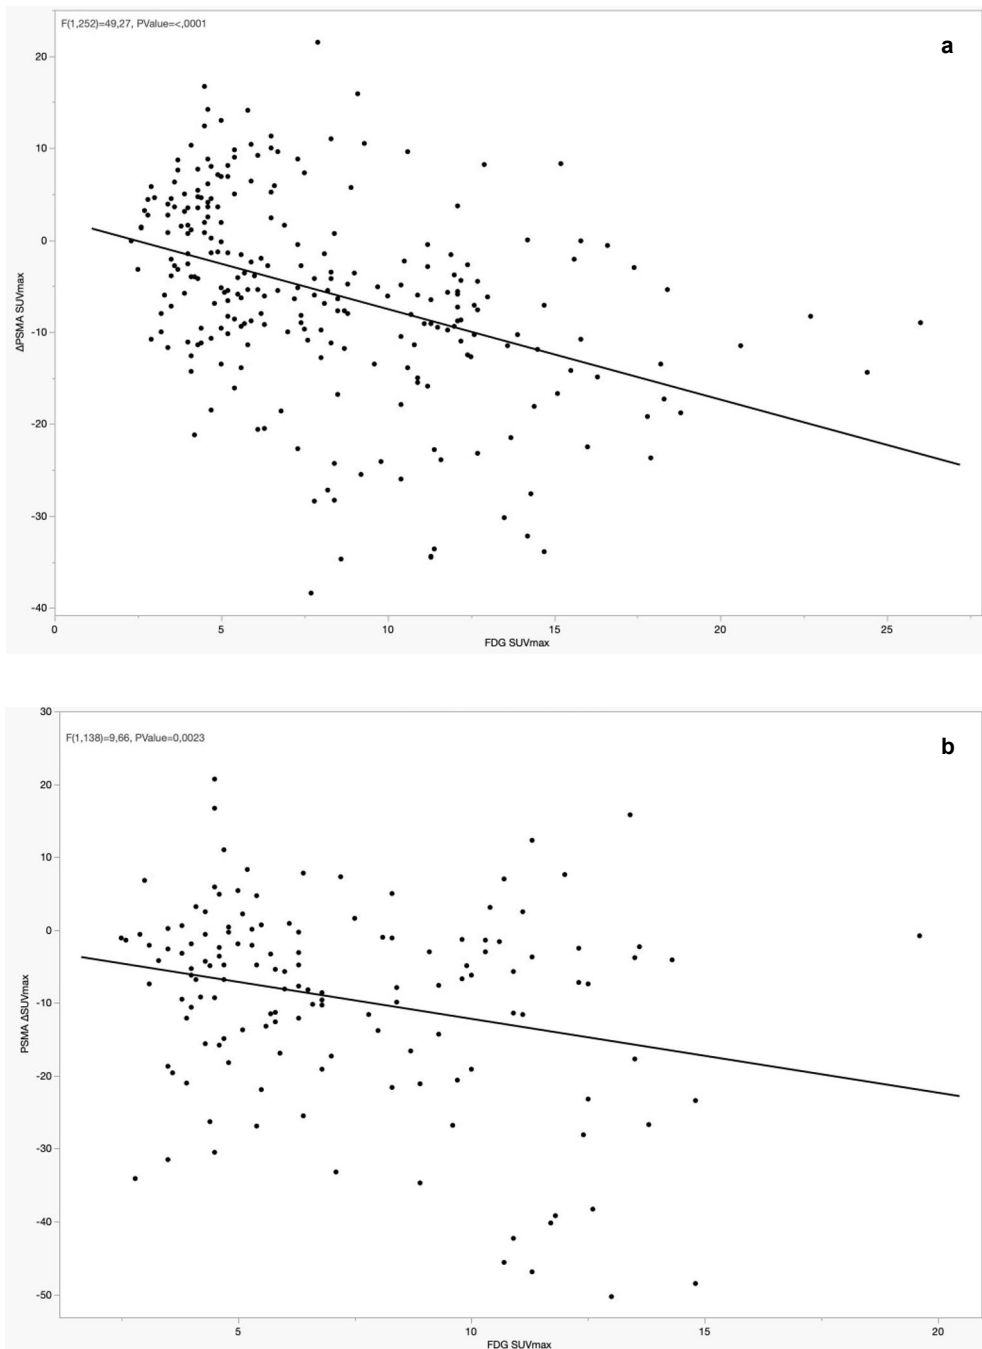 F(1,252)=49,27, PValue=<,0001
a
20
10
0
-10
-20
-30
-40
ΔPSMA SUVmax
0 5 10 15 20 25
FDG SUVmax
30
F(1,138)=9,66, PValue=0,0023
b
20
10
0
-10
-20
-30
-40
-50
PSMA ΔSUVmax
5 10 15 20
FDG SUVmax